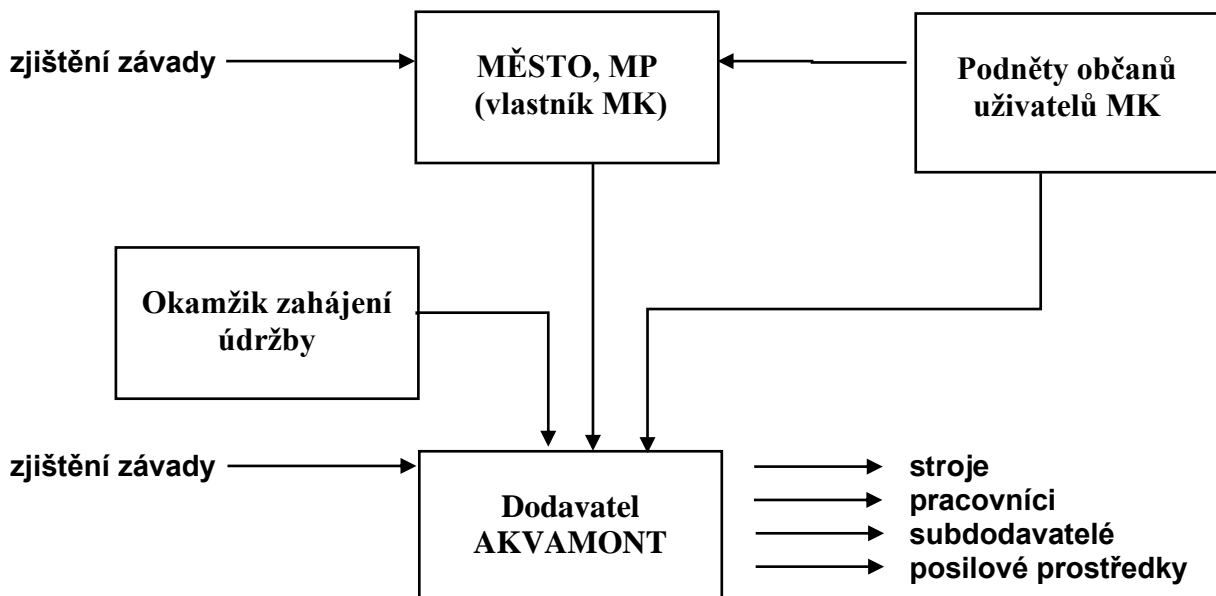 zjištění závady
MĚSTO, MP
(vlastník MK)
Podněty občanů
uživatelů MK
Okamžik zahájení
údržby
zjištění závady
Dodavatel
AKVAMONT
stroje
pracovníci
subdodavatelé
posilové prostředky